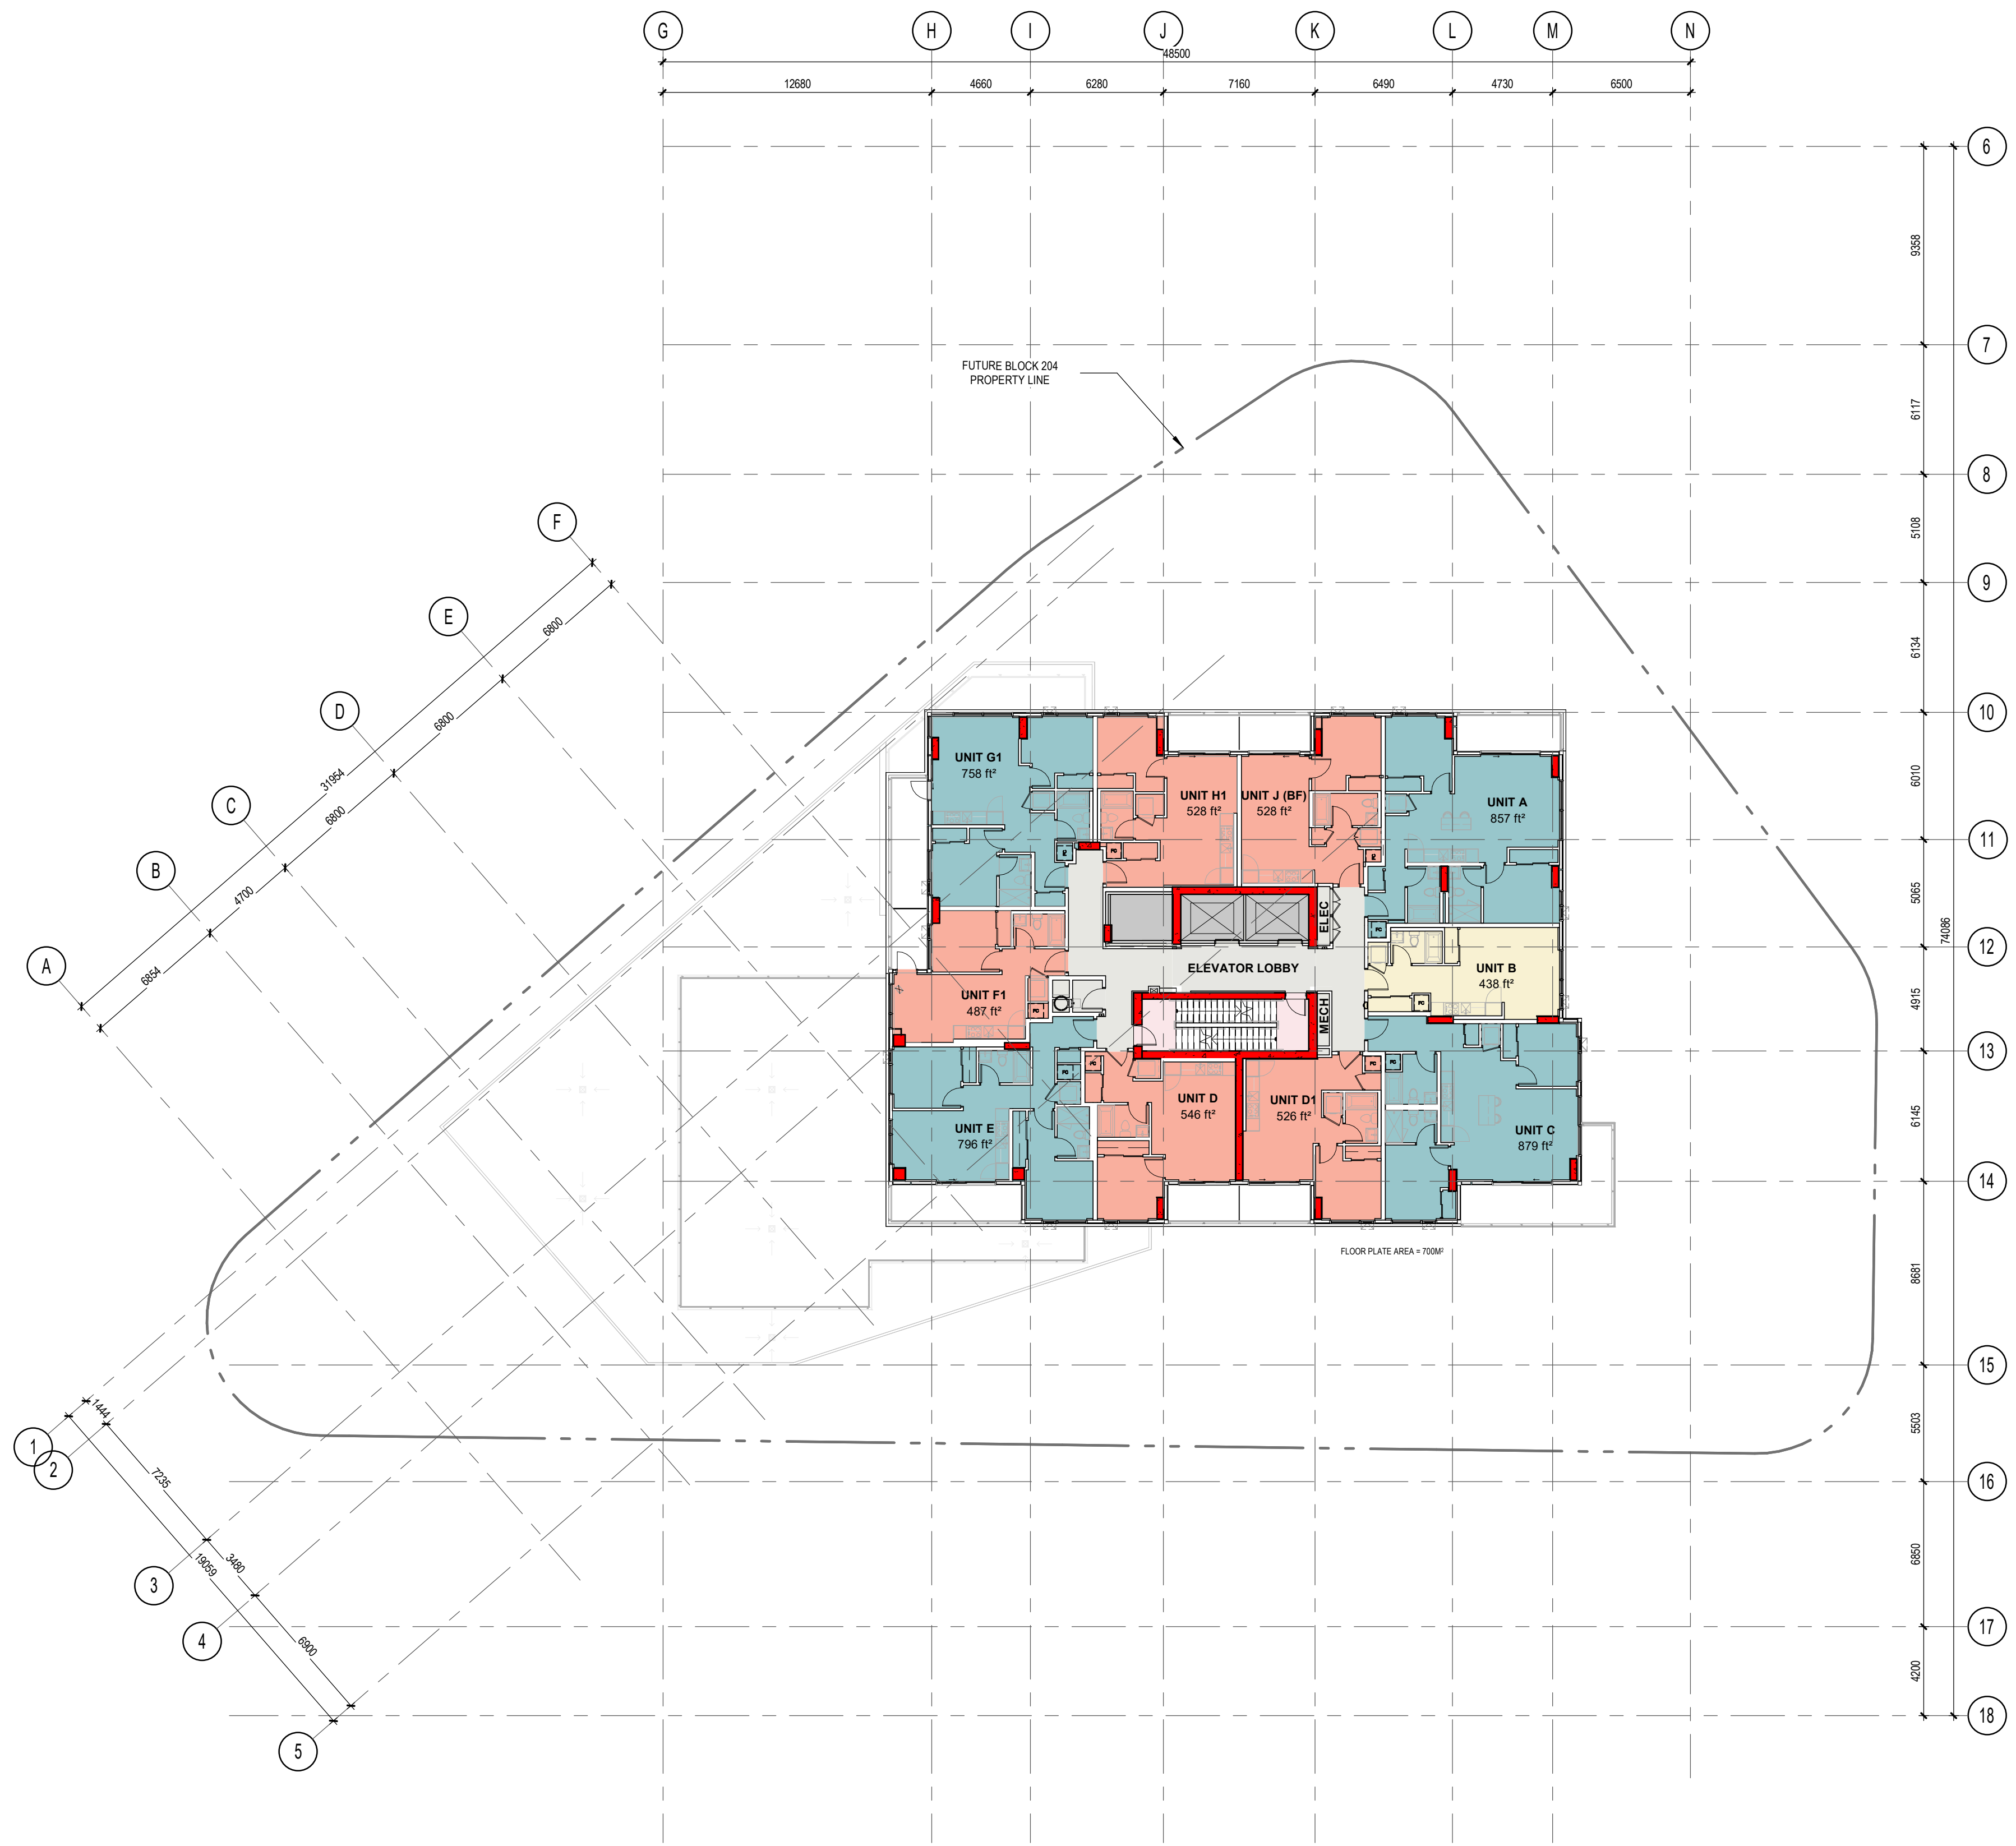 G
H
I
J
K
L
M
N
48500
12680
4660
6280
7160
6490
4730
6500
6
7
8
9
10
11
12
13
14
15
16
17
18
9358
6117
5108
6134
6010
5065
4915
6145
8681
5503
6850
4200
74086
FUTURE BLOCK 204
PROPERTY LINE
F
E
D
C
B
A
31954
6800
6800
6800
4700
6854
UNIT G1
758 ft²
UNIT H1
528 ft²
UNIT J (BF)
528 ft²
UNIT A
857 ft²
ELEC
ELEVATOR LOBBY
UNIT B
438 ft²
UNIT F1
487 ft²
MECH
UNIT E
796 ft²
UNIT D
546 ft²
UNIT D1
526 ft²
UNIT C
879 ft²
FLOOR PLATE AREA = 700M²
1
2
3
4
5
1444
7235
3480
6900
19059